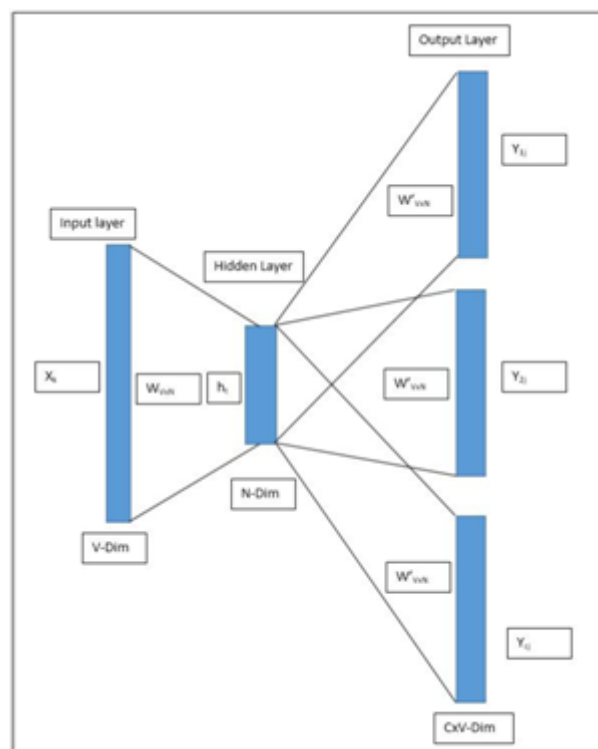 Output Layer
Y₁ⱼ
W'VxN
Input layer
Hidden Layer
Xₖ
WVxN
hᵢ
W'VxN
Y₂ⱼ
N-Dim
V-Dim
W'VxN
Ycj
CxV-Dim